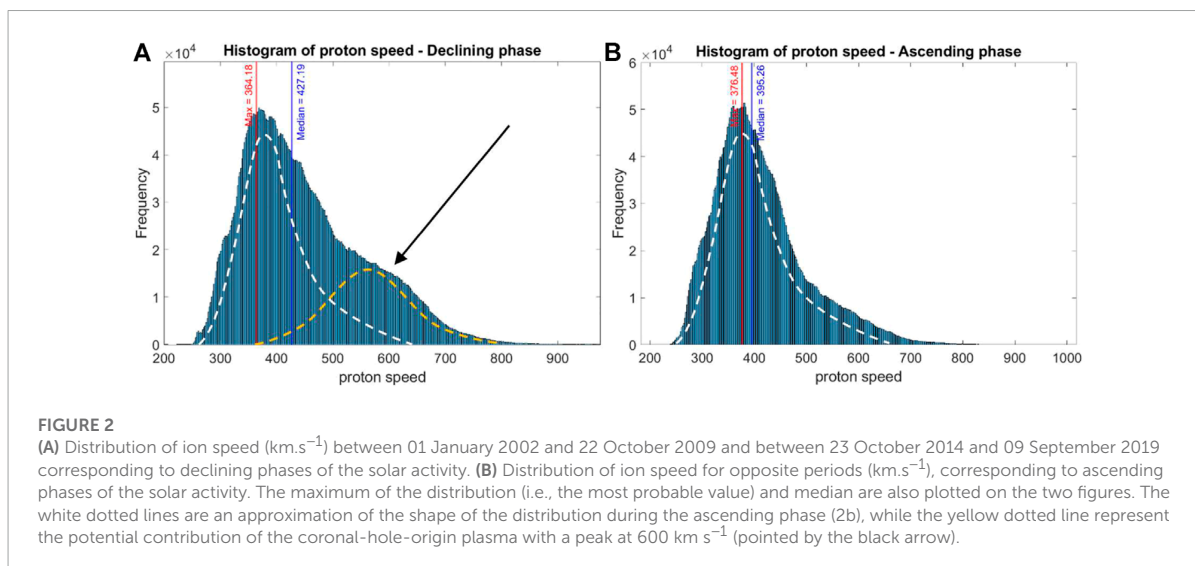 A
Histogram of proton speed - Declining phase
×10⁴
Max = 364.18
Median = 427.19
Frequency
5
4
3
2
1
0
200 300 400 500 600 700 800 900
proton speed
B
Histogram of proton speed - Ascending phase
×10⁴
Max = 376.48
Median = 395.26
Frequency
6
5
4
3
2
1
0
200 300 400 500 600 700 800 900 1000
proton speed
FIGURE 2
(A) Distribution of ion speed (km.s⁻¹) between 01 January 2002 and 22 October 2009 and between 23 October 2014 and 09 September 2019
corresponding to declining phases of the solar activity. (B) Distribution of ion speed for opposite periods (km.s⁻¹), corresponding to ascending
phases of the solar activity. The maximum of the distribution (i.e., the most probable value) and median are also plotted on the two figures. The
white dotted lines are an approximation of the shape of the distribution during the ascending phase (2b), while the yellow dotted line represent
the potential contribution of the coronal-hole-origin plasma with a peak at 600 km s⁻¹ (pointed by the black arrow).